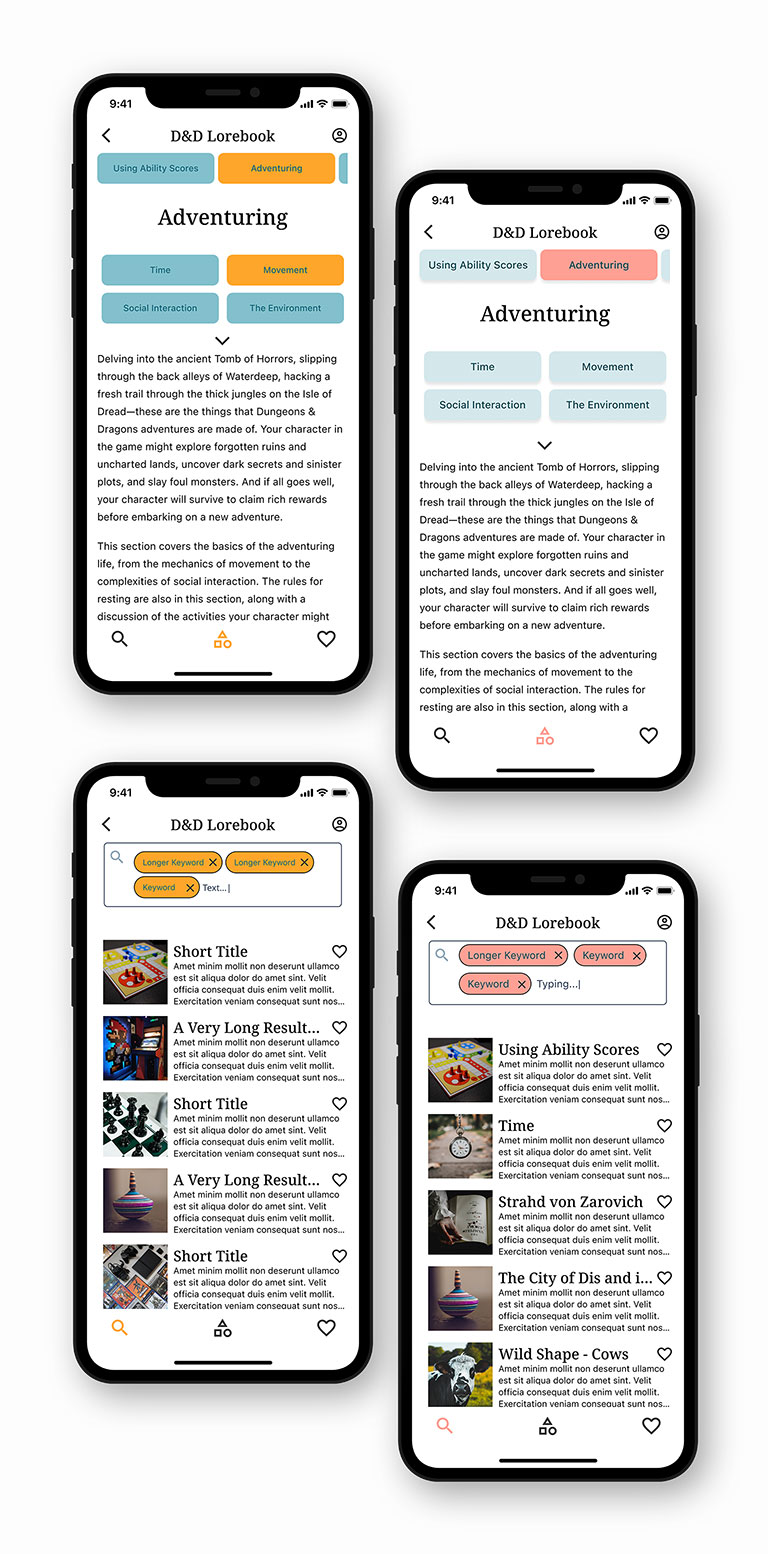 9:41
D&D Lorebook
Using Ability Scores
Adventuring
Adventuring
Time
Movement
Social Interaction
The Environment
Delving into the ancient Tomb of Horrors, slipping
through the back alleys of Waterdeep, hacking a
fresh trail through the thick jungles on the Isle of
Dread—these are the things that Dungeons &
Dragons adventures are made of. Your character in
the game might explore forgotten ruins and
uncharted lands, uncover dark secrets and sinister
plots, and slay foul monsters. And if all goes well,
your character will survive to claim rich rewards
before embarking on a new adventure.
This section covers the basics of the adventuring
life, from the mechanics of movement to the
complexities of social interaction. The rules for
resting are also in this section, along with a
discussion of the activities your character might
9:41
D&D Lorebook
Using Ability Scores
Adventuring
Adventuring
Time
Movement
Social Interaction
The Environment
Delving into the ancient Tomb of Horrors, slipping
through the back alleys of Waterdeep, hacking a
fresh trail through the thick jungles on the Isle of
Dread—these are the things that Dungeons &
Dragons adventures are made of. Your character in
the game might explore forgotten ruins and
uncharted lands, uncover dark secrets and sinister
plots, and slay foul monsters. And if all goes well,
your character will survive to claim rich rewards
before embarking on a new adventure.
This section covers the basics of the adventuring
life, from the mechanics of movement to the
complexities of social interaction. The rules for
resting are also in this section, along with a
9:41
D&D Lorebook
Longer Keyword
Longer Keyword
Keyword
Text...|
Short Title
Amet minim mollit non deserunt ullamco
est sit aliqua dolor do amet sint. Velit
officia consequat duis enim velit mollit.
Exercitation veniam consequat sunt nos...
A Very Long Result...
Amet minim mollit non deserunt ullamco
est sit aliqua dolor do amet sint. Velit
officia consequat duis enim velit mollit.
Exercitation veniam consequat sunt nos...
Short Title
Amet minim mollit non deserunt ullamco
est sit aliqua dolor do amet sint. Velit
officia consequat duis enim velit mollit.
Exercitation veniam consequat sunt nos...
A Very Long Result...
Amet minim mollit non deserunt ullamco
est sit aliqua dolor do amet sint. Velit
officia consequat duis enim velit mollit.
Exercitation veniam consequat sunt nos...
Short Title
Amet minim mollit non deserunt ullamco
est sit aliqua dolor do amet sint. Velit
officia consequat duis enim velit mollit.
Exercitation veniam consequat sunt nos...
9:41
D&D Lorebook
Longer Keyword
Keyword
Keyword
Typing...|
Using Ability Scores
Amet minim mollit non deserunt ullamco
est sit aliqua dolor do amet sint. Velit
officia consequat duis enim velit mollit.
Exercitation veniam consequat sunt nos...
Time
Amet minim mollit non deserunt ullamco
est sit aliqua dolor do amet sint. Velit
officia consequat duis enim velit mollit.
Exercitation veniam consequat sunt nos...
Strahd von Zarovich
Amet minim mollit non deserunt ullamco
est sit aliqua dolor do amet sint. Velit
officia consequat duis enim velit mollit.
Exercitation veniam consequat sunt nos...
The City of Dis and i...
Amet minim mollit non deserunt ullamco
est sit aliqua dolor do amet sint. Velit
officia consequat duis enim velit mollit.
Exercitation veniam consequat sunt nos...
Wild Shape - Cows
Amet minim mollit non deserunt ullamco
est sit aliqua dolor do amet sint. Velit
officia consequat duis enim velit mollit.
Exercitation veniam consequat sunt nos...